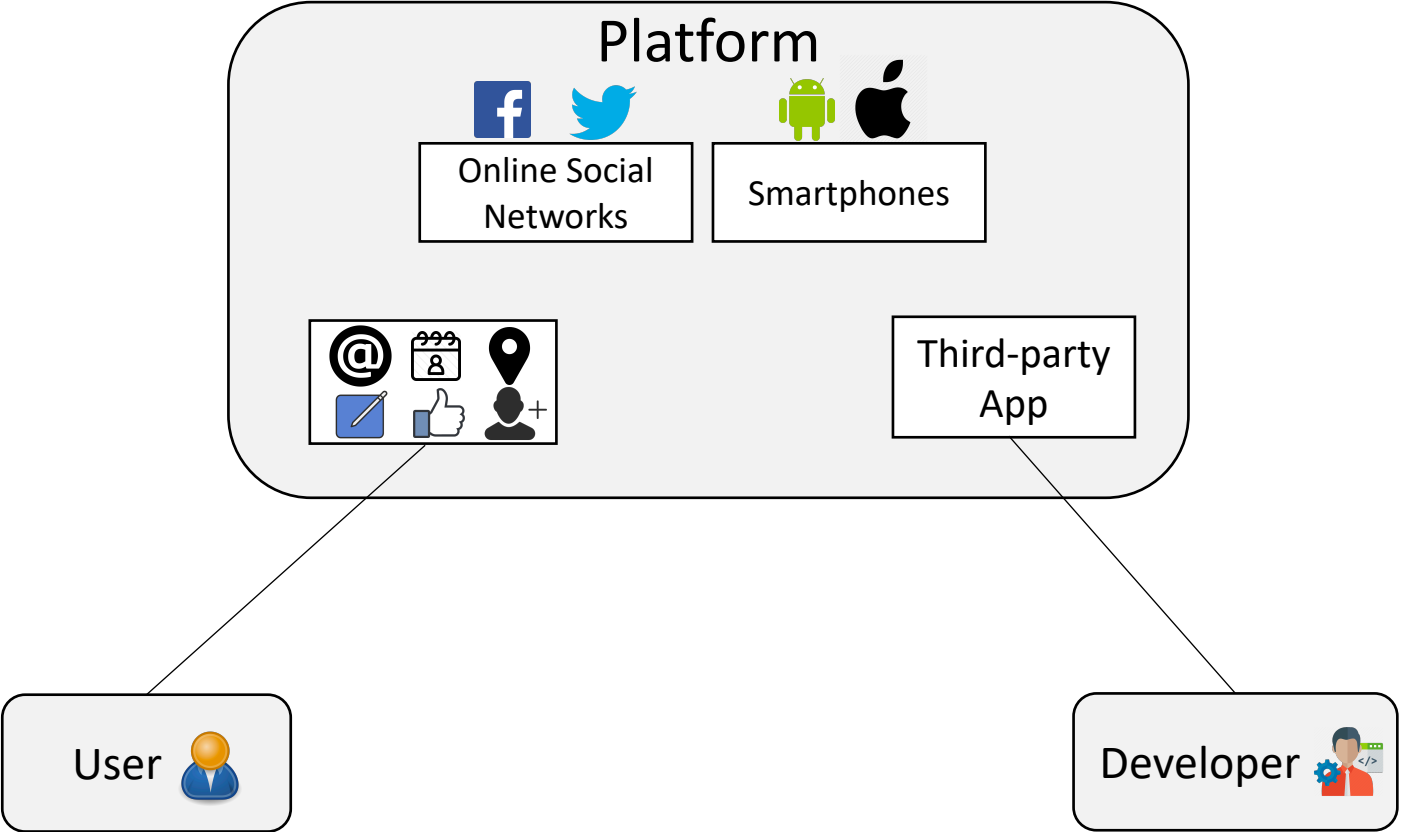 Platform
Online Social
Networks
Smartphones
Third-party
App
User
Developer